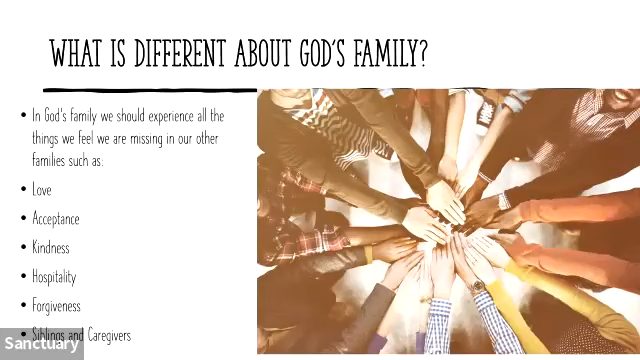 WHAT IS DIFFERENT ABOUT GOD'S FAMILY?
• In God's family we should experience all the
things we feel we are missing in our other
families such as:
• Love
• Acceptance
• Kindness
• Hospitality
• Forgiveness
• Siblings and Caregivers
Sanctuary